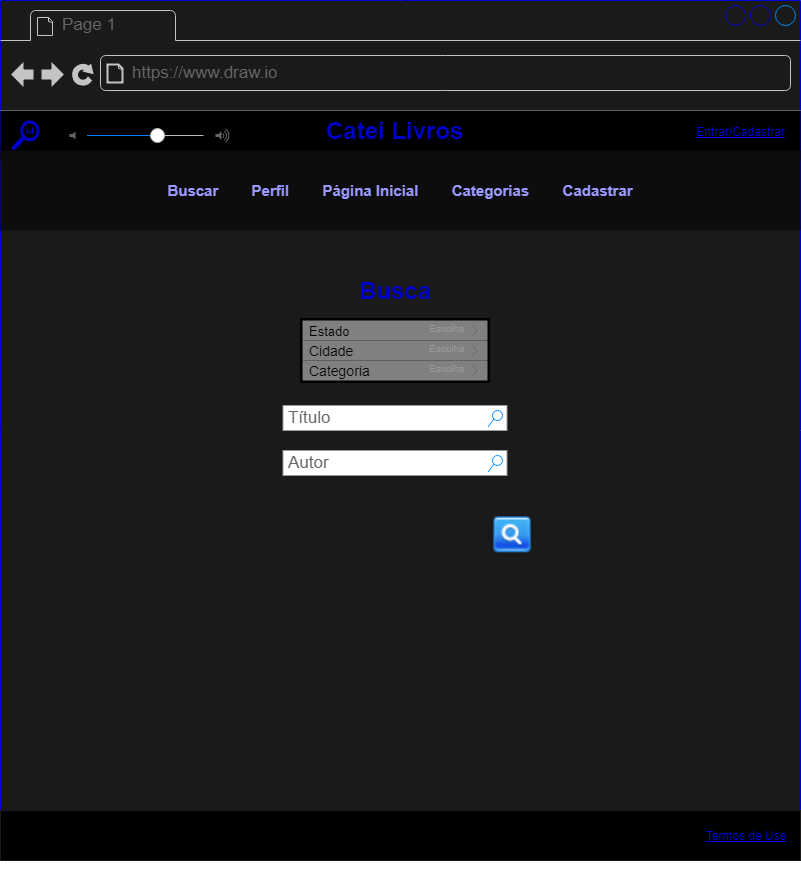 Page 1
https://www.draw.io
Catei Livros
Entrar/Cadastrar
Buscar Perfil Página Inicial Categorias Cadastrar
Busca
Estado Escolha
Cidade Escolha
Categoria Escolha
Título
Autor
Termos de Uso